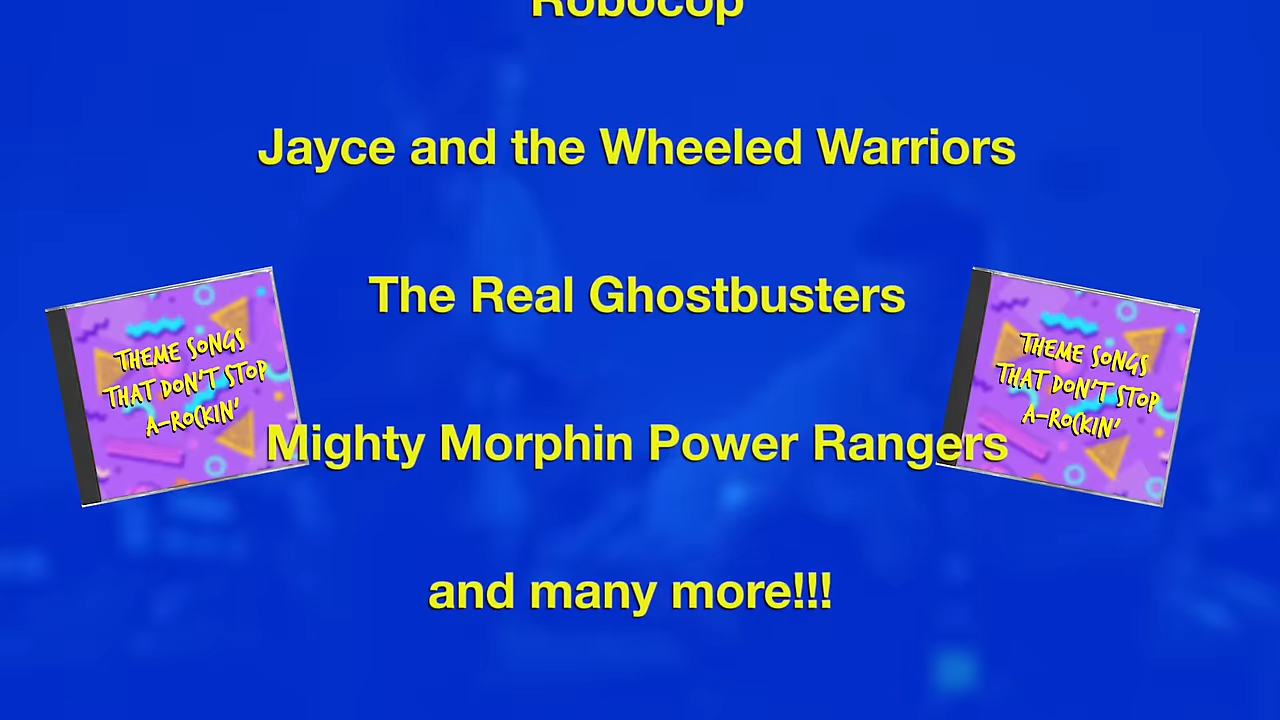 Robocop
Jayce and the Wheeled Warriors
The Real Ghostbusters
THEME SONGS
THAT DON'T STOP
A-ROCKIN'
THEME SONGS
THAT DON'T STOP
A-ROCKIN'
Mighty Morphin Power Rangers
and many more!!!